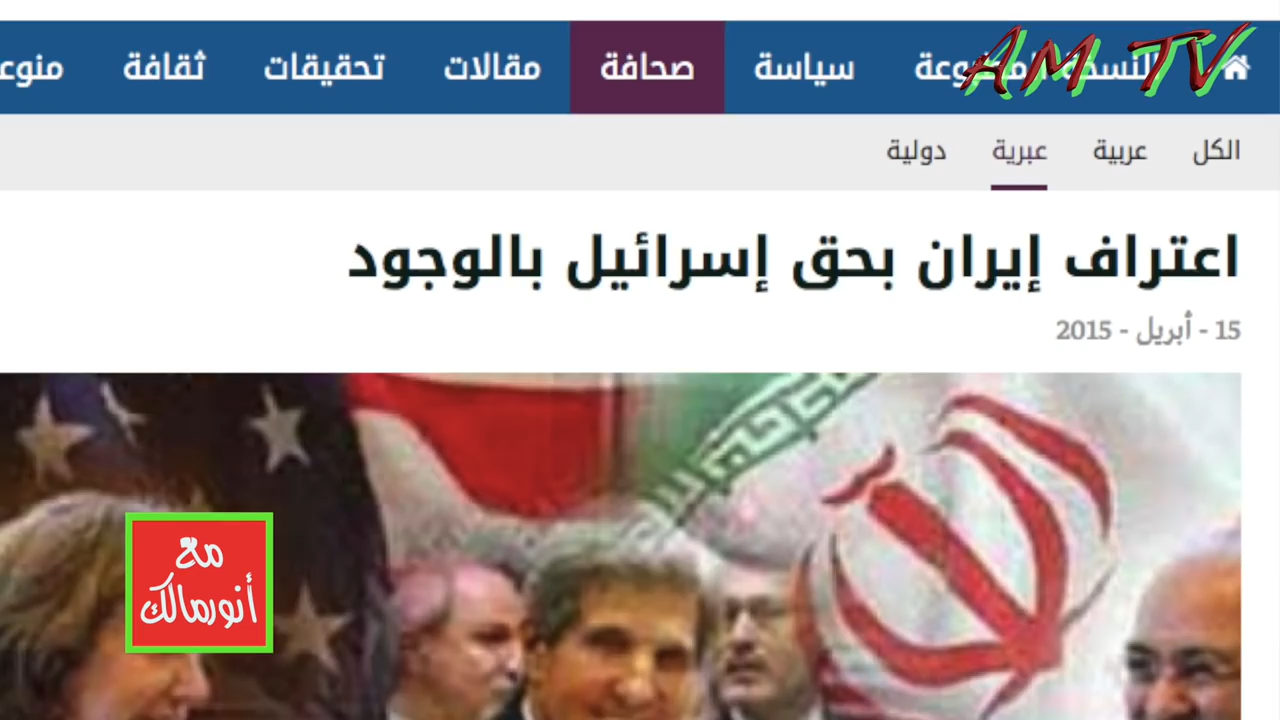 AM TV
سياسة صحافة مقالات تحقيقات ثقافة
الكل عربية عبرية دولية
اعتراف إيران بحق إسرائيل بالوجود
15 - أبريل - 2015
مع
أنورمالك